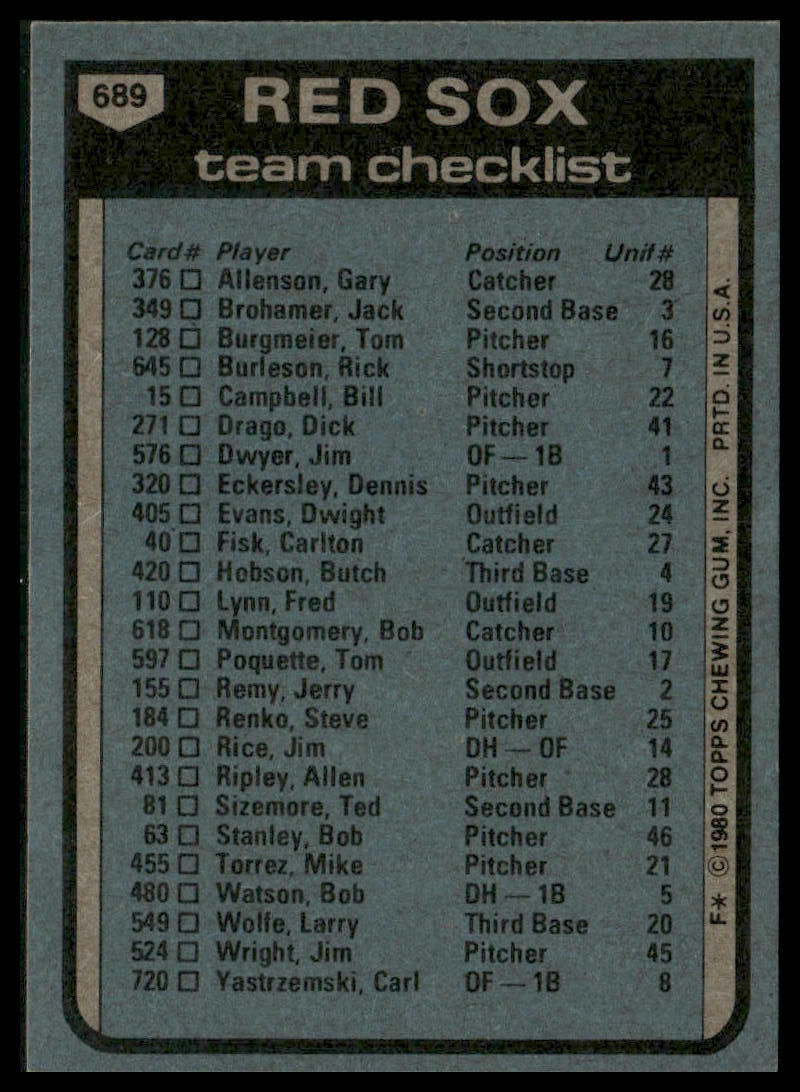 689
RED SOX
team checklist
Card# Player Position Unif#
376 □ Allenson, Gary Catcher 28
349 □ Brohamer, Jack Second Base 3
128 □ Burgmeier, Tom Pitcher 16
645 □ Burleson, Rick Shortstop 7
15 □ Campbell, Bill Pitcher 22
271 □ Drago, Dick Pitcher 41
576 □ Dwyer, Jim OF — 1B 1
320 □ Eckersley, Dennis Pitcher 43
405 □ Evans, Dwight Outfield 24
40 □ Fisk, Carlton Catcher 27
420 □ Hobson, Butch Third Base 4
110 □ Lynn, Fred Outfield 19
618 □ Montgomery, Bob Catcher 10
597 □ Poquette, Tom Outfield 17
155 □ Remy, Jerry Second Base 2
184 □ Renko, Steve Pitcher 25
200 □ Rice, Jim DH — OF 14
413 □ Ripley, Allen Pitcher 28
81 □ Sizemore, Ted Second Base 11
63 □ Stanley, Bob Pitcher 46
455 □ Torrez, Mike Pitcher 21
480 □ Watson, Bob DH — 1B 5
549 □ Wolfe, Larry Third Base 20
524 □ Wright, Jim Pitcher 45
720 □ Yastrzemski, Carl OF — 1B 8
F* ©1980 TOPPS CHEWING GUM, INC. PRTD. IN U.S.A.